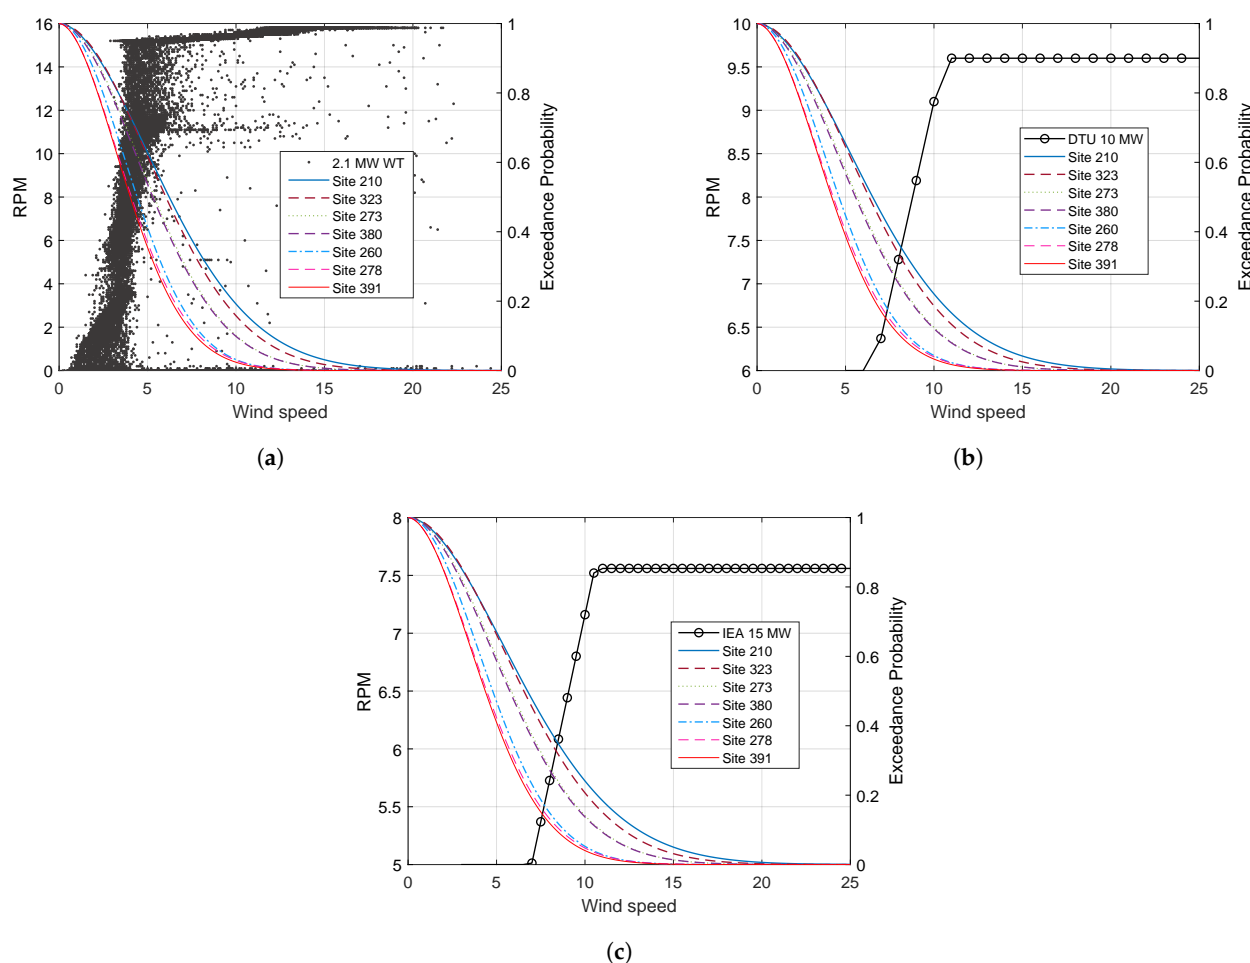 16
14
12
10
8
6
4
2
0
RPM
0 5 10 15 20 25
Wind speed
1
0.8
0.6
0.4
0.2
0
Exceedance Probability
2.1 MW WT
Site 210
Site 323
Site 273
Site 380
Site 260
Site 278
Site 391
(a)
10
9.5
9
8.5
8
7.5
7
6.5
6
RPM
0 5 10 15 20 25
Wind speed
1
0.8
0.6
0.4
0.2
0
Exceedance Probability
DTU 10 MW
Site 210
Site 323
Site 273
Site 380
Site 260
Site 278
Site 391
(b)
8
7.5
7
6.5
6
5.5
5
RPM
0 5 10 15 20 25
Wind speed
1
0.8
0.6
0.4
0.2
0
Exceedance Probability
IEA 15 MW
Site 210
Site 323
Site 273
Site 380
Site 260
Site 278
Site 391
(c)